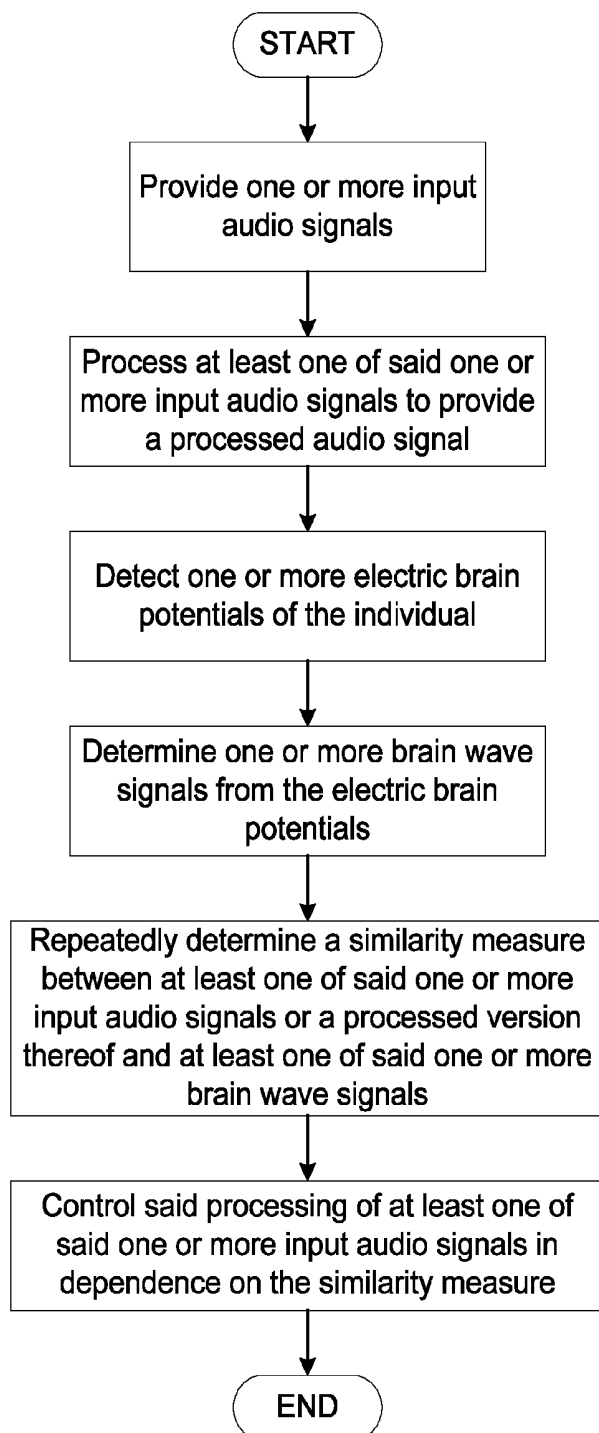 START
Provide one or more input
audio signals
Process at least one of said one or
more input audio signals to provide
a processed audio signal
Detect one or more electric brain
potentials of the individual
Determine one or more brain wave
signals from the electric brain
potentials
Repeatedly determine a similarity measure
between at least one of said one or more
input audio signals or a processed version
thereof and at least one of said one or more
brain wave signals
Control said processing of at least one of
said one or more input audio signals in
dependence on the similarity measure
END